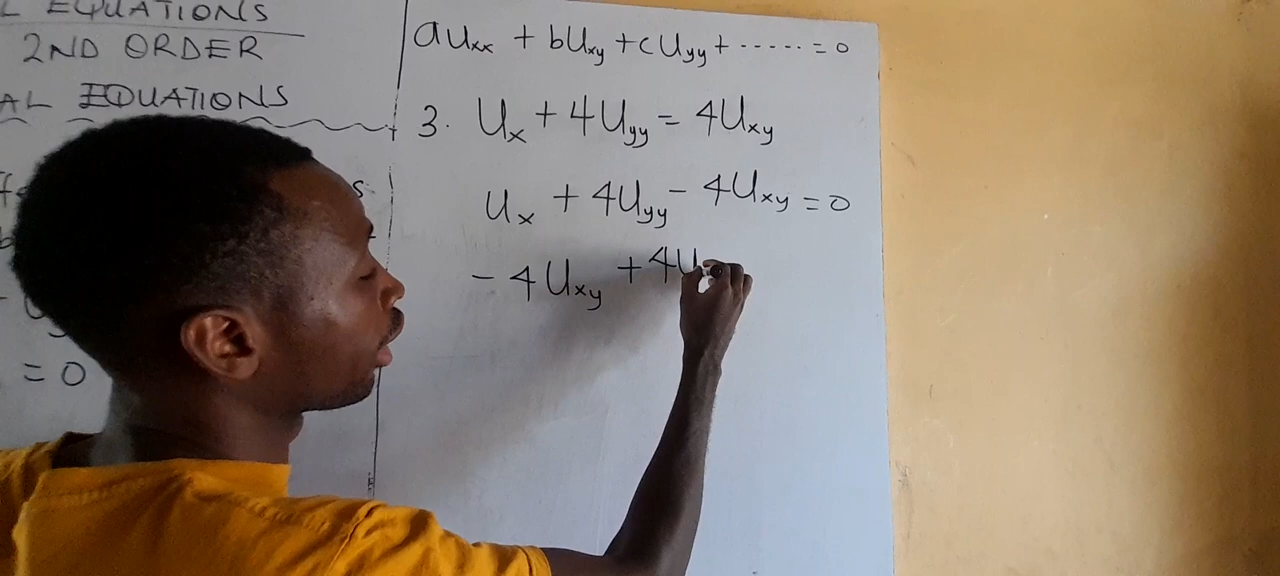 L EQUATIONS
2ND ORDER
AL EQUATIONS
= 0
aUxx + bUxy + cUyy + ...... = 0
3. Ux + 4Uyy = 4Uxy
Ux + 4Uyy - 4Uxy = 0
- 4Uxy + 4U